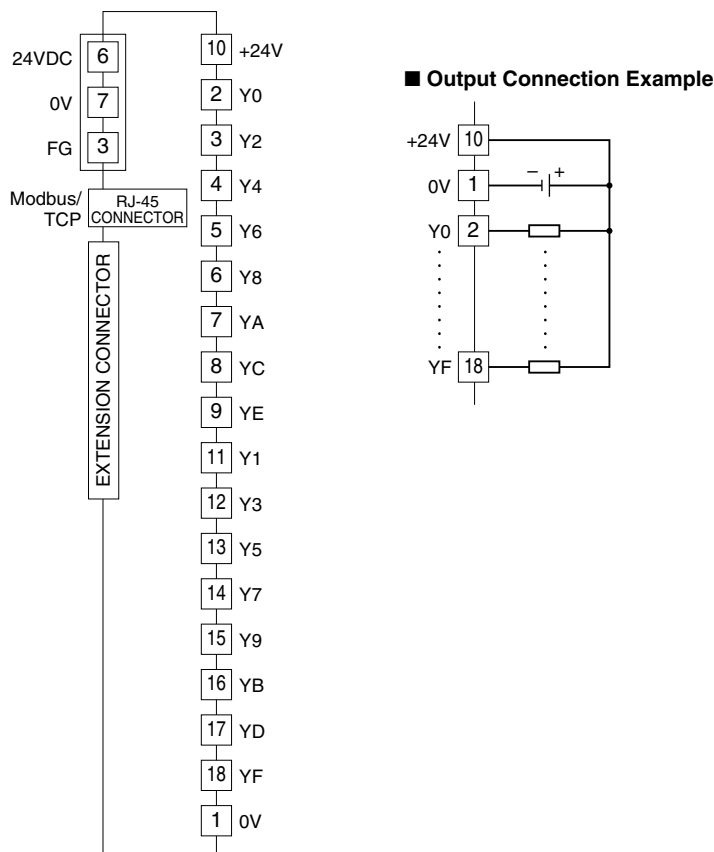 24VDC 6
0V 7
FG 3
Modbus/
TCP
RJ-45
CONNECTOR
EXTENSION CONNECTOR
10 +24V
2 Y0
3 Y2
4 Y4
5 Y6
6 Y8
7 YA
8 YC
9 YE
11 Y1
12 Y3
13 Y5
14 Y7
15 Y9
16 YB
17 YD
18 YF
1 0V
■ Output Connection Example
+24V 10
0V 1 – +
Y0 2
YF 18